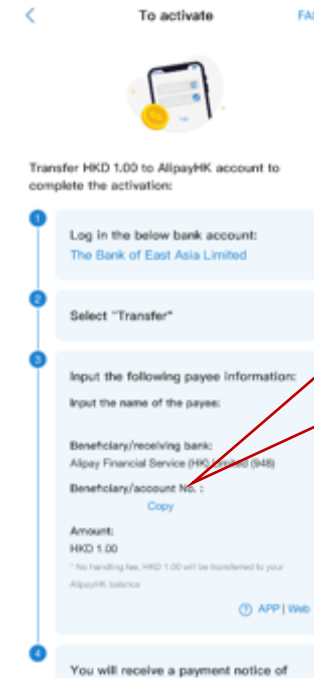 To activate
FA
Transfer HKD 1.00 to AlipayHK account to
complete the activation:
1
Log in the below bank account:
The Bank of East Asia Limited
2
Select "Transfer"
3
Input the following payee information:
Input the name of the payee:
Beneficiary/receiving bank:
Alipay Financial Service (HK) Limited (948)
Beneficiary/account No. :
Copy
Amount:
HKD 1.00
* No handling fee, HKD 1.00 will be transferred to your
AlipayHK balance
APP | Web
4
You will receive a payment notice of